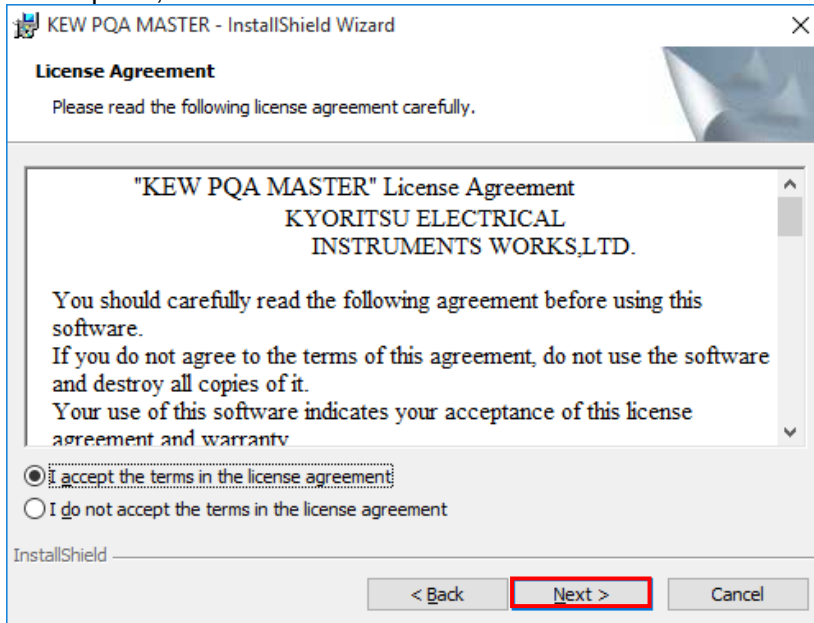 KEW PQA MASTER - InstallShield Wizard
License Agreement
Please read the following license agreement carefully.
"KEW PQA MASTER" License Agreement
KYORITSU ELECTRICAL
INSTRUMENTS WORKS,LTD.
You should carefully read the following agreement before using this
software.
If you do not agree to the terms of this agreement, do not use the software
and destroy all copies of it.
Your use of this software indicates your acceptance of this license
agreement and warranty
I accept the terms in the license agreement
I do not accept the terms in the license agreement
InstallShield
< Back Next > Cancel